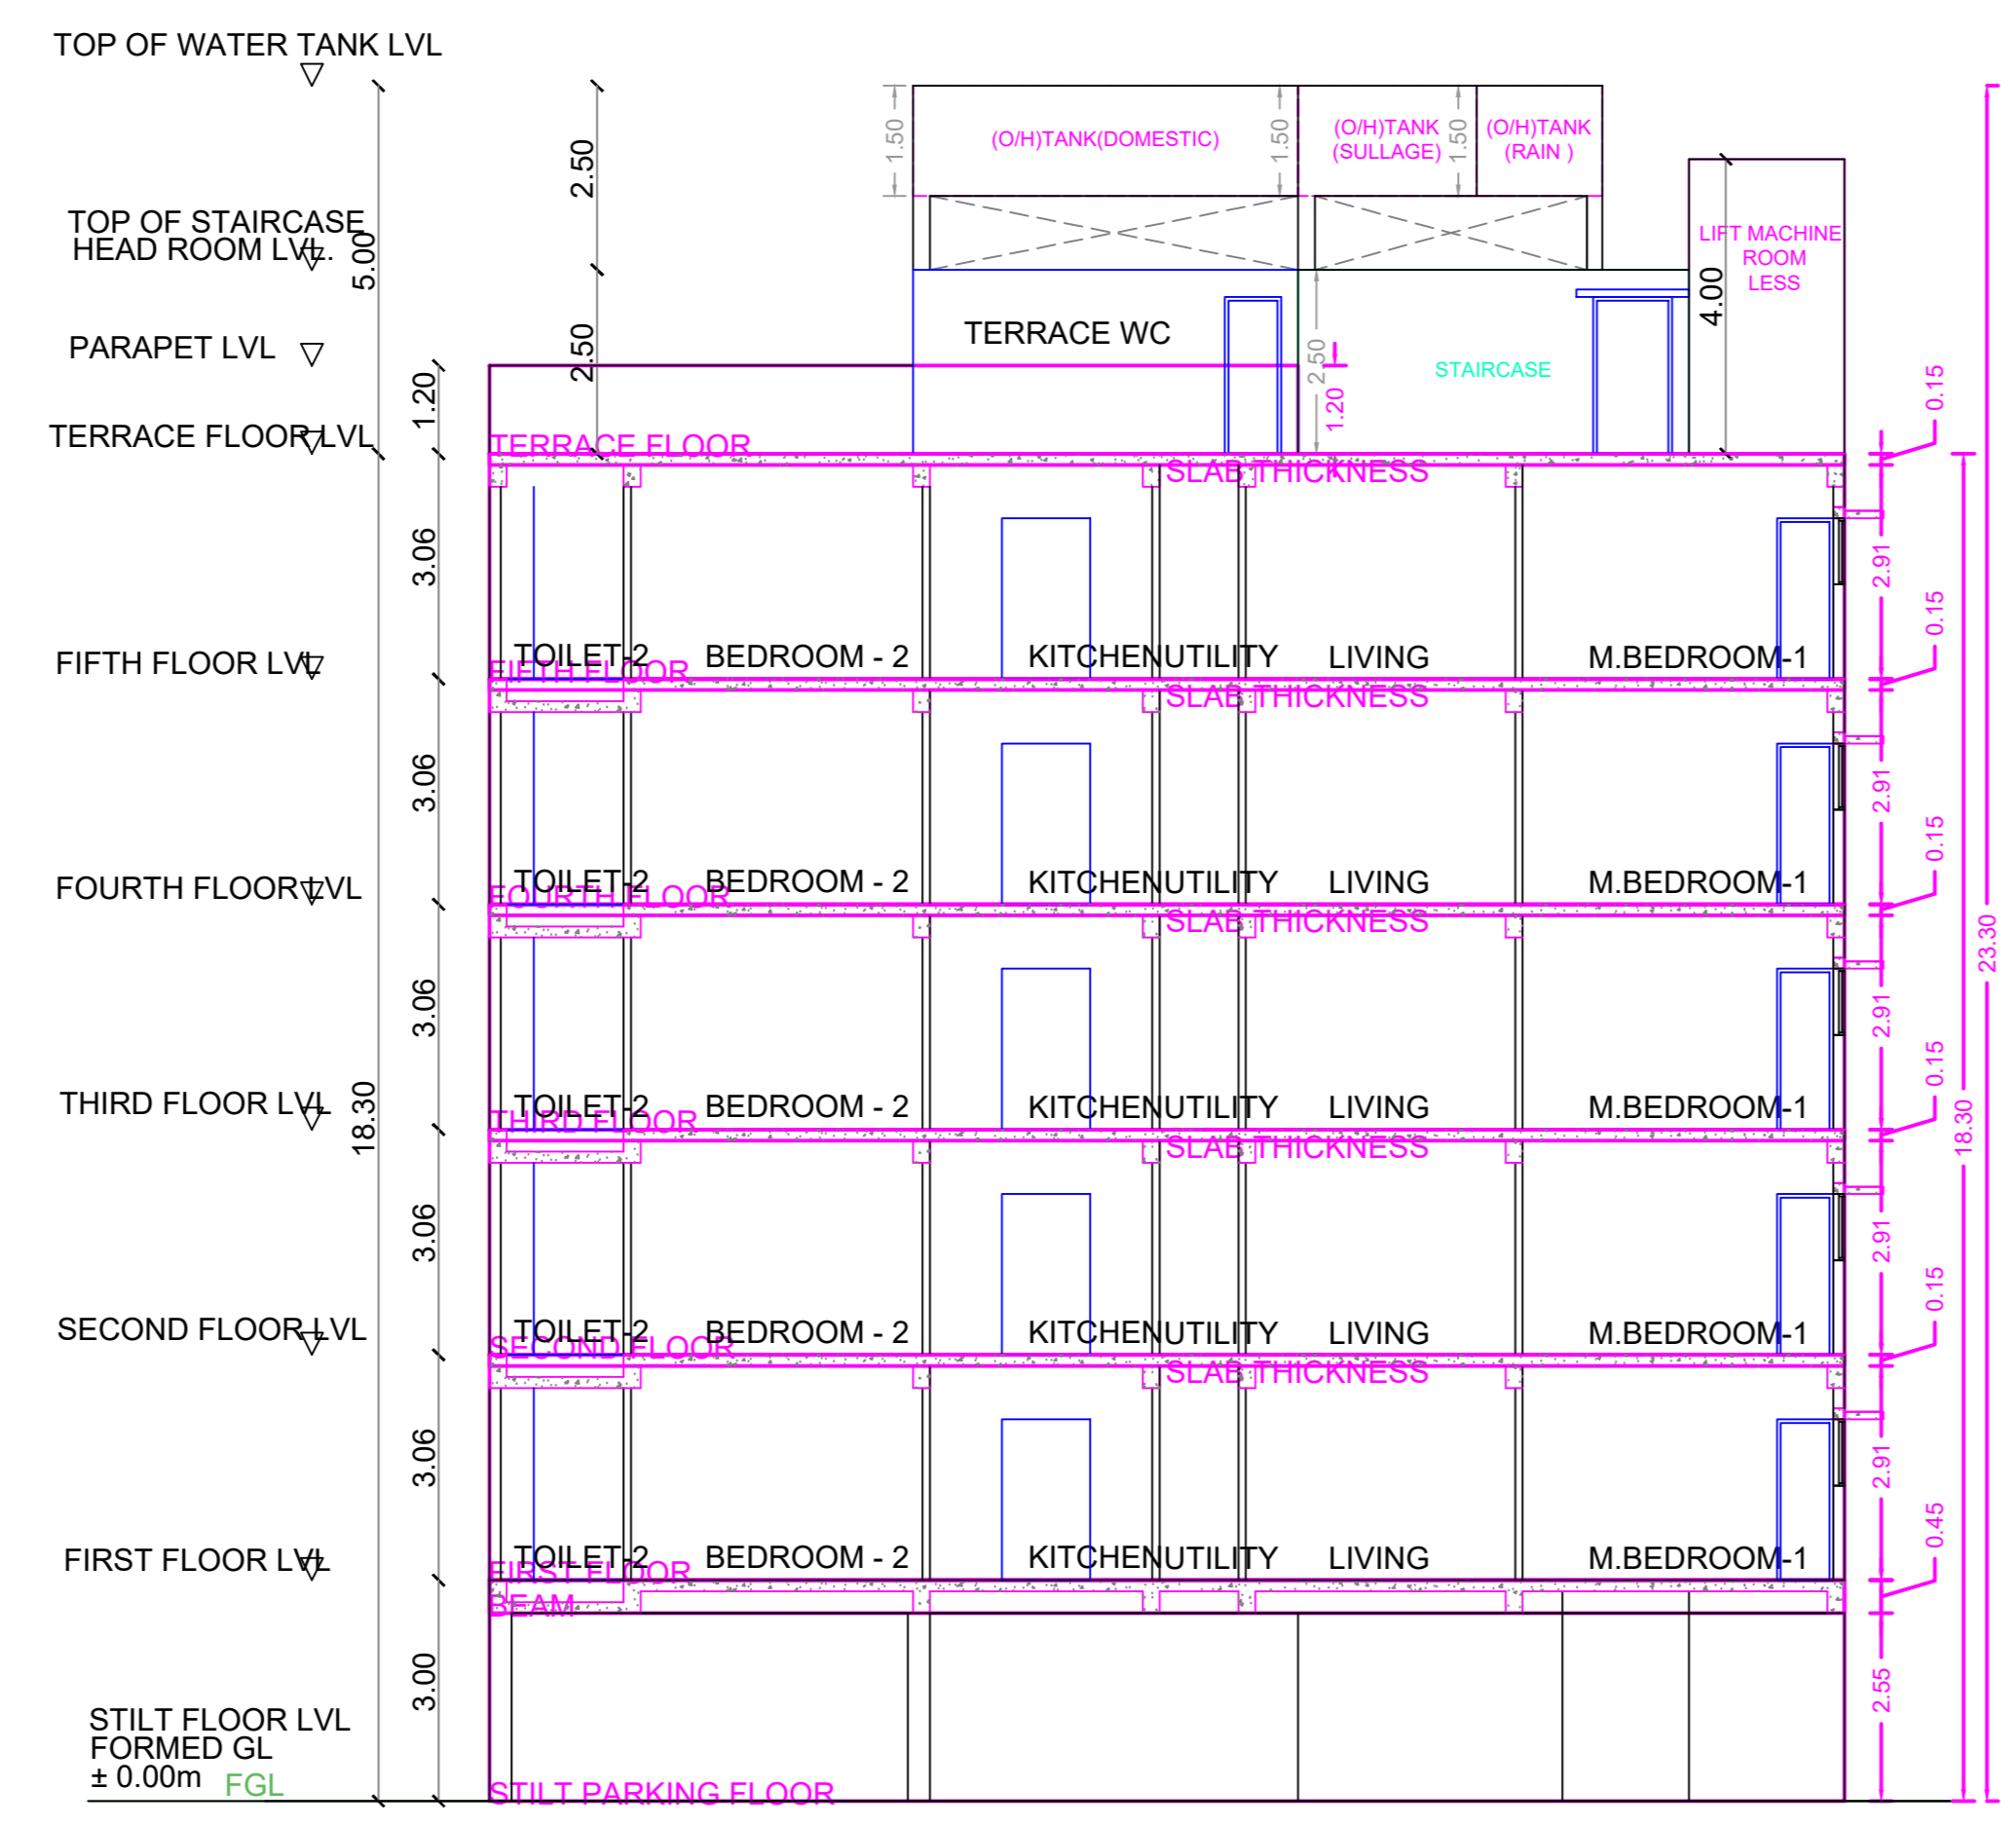 TOP OF WATER TANK LVL
2.50
5.00
1.50
(O/H)TANK(DOMESTIC)
1.50
(O/H)TANK
(SULLAGE)
1.50
(O/H)TANK
(RAIN )
TOP OF STAIRCASE
HEAD ROOM LVL.
LIFT MACHINE
ROOM
LESS
4.00
PARAPET LVL
2.50
TERRACE WC
2.50
1.20
STAIRCASE
1.20
0.15
TERRACE FLOOR LVL
TERRACE FLOOR
SLAB THICKNESS
3.06
2.91
0.15
FIFTH FLOOR LVL
TOILET-2
BEDROOM - 2
KITCHEN
UTILITY
LIVING
M.BEDROOM-1
FIFTH FLOOR
SLAB THICKNESS
3.06
2.91
0.15
FOURTH FLOOR LVL
TOILET-2
BEDROOM - 2
KITCHEN
UTILITY
LIVING
M.BEDROOM-1
FOURTH FLOOR
SLAB THICKNESS
23.30
3.06
2.91
0.15
THIRD FLOOR LVL
18.30
TOILET-2
BEDROOM - 2
KITCHEN
UTILITY
LIVING
M.BEDROOM-1
18.30
THIRD FLOOR
SLAB THICKNESS
3.06
2.91
0.15
SECOND FLOOR LVL
TOILET-2
BEDROOM - 2
KITCHEN
UTILITY
LIVING
M.BEDROOM-1
SECOND FLOOR
SLAB THICKNESS
3.06
2.91
0.45
FIRST FLOOR LVL
TOILET-2
BEDROOM - 2
KITCHEN
UTILITY
LIVING
M.BEDROOM-1
FIRST FLOOR
BEAM
3.00
2.55
STILT FLOOR LVL
FORMED GL
± 0.00m
FGL
STILT PARKING FLOOR